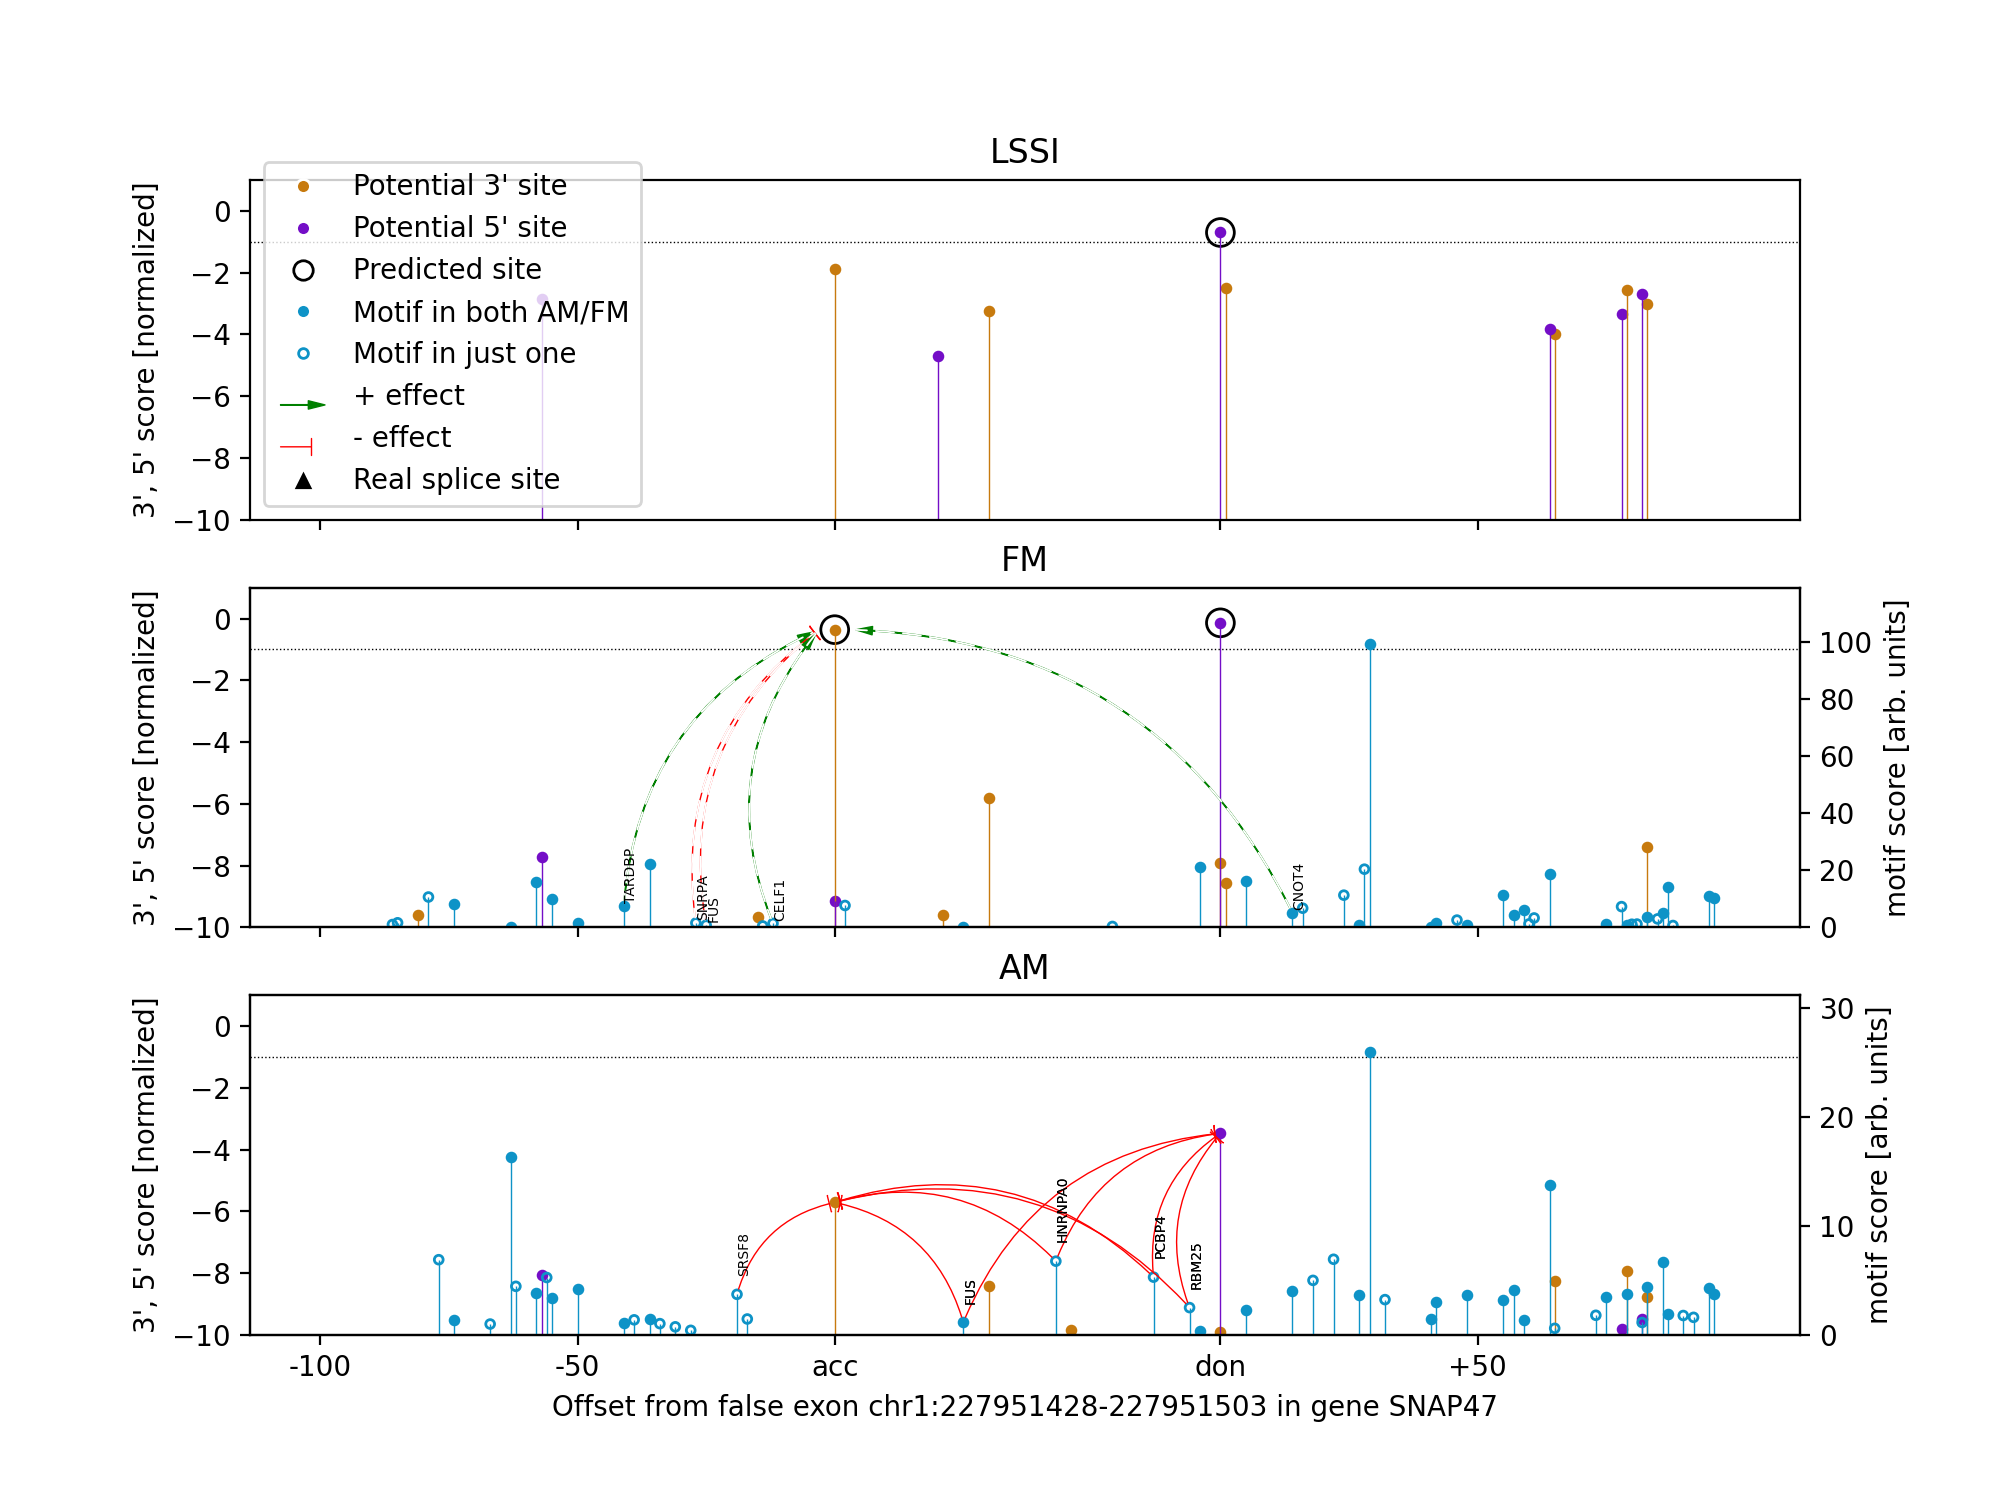 LSSI
3', 5' score [normalized]
0
−2
−4
−6
−8
−10
Potential 3' site
Potential 5' site
Predicted site
Motif in both AM/FM
Motif in just one
+ effect
- effect
Real splice site
FM
3', 5' score [normalized]
0
−2
−4
−6
−8
−10
TARDBP
SNRPA
FUS
CELF1
CNOT4
100
80
60
40
20
0
motif score [arb. units]
AM
3', 5' score [normalized]
0
−2
−4
−6
−8
−10
SRSF8
FUS
HNRNPA0
PCBP4
RBM25
30
20
10
0
motif score [arb. units]
-100
-50
acc
don
+50
Offset from false exon chr1:227951428-227951503 in gene SNAP47